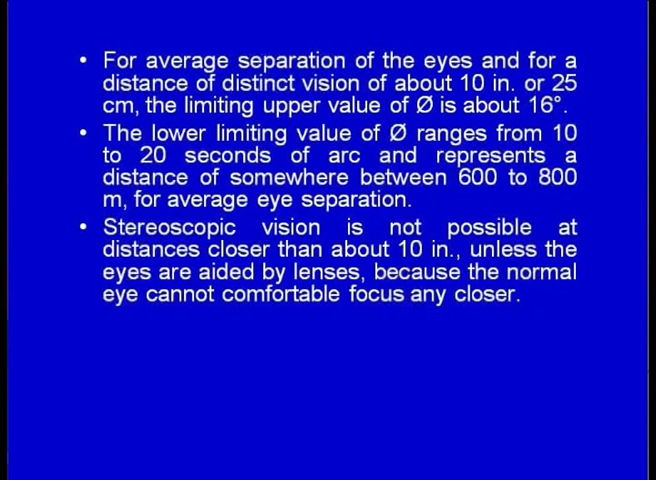 • For average separation of the eyes and for a
distance of distinct vision of about 10 in. or 25
cm, the limiting upper value of Ø is about 16°.
• The lower limiting value of Ø ranges from 10
to 20 seconds of arc and represents a
distance of somewhere between 600 to 800
m, for average eye separation.
• Stereoscopic vision is not possible at
distances closer than about 10 in., unless the
eyes are aided by lenses, because the normal
eye cannot comfortable focus any closer.